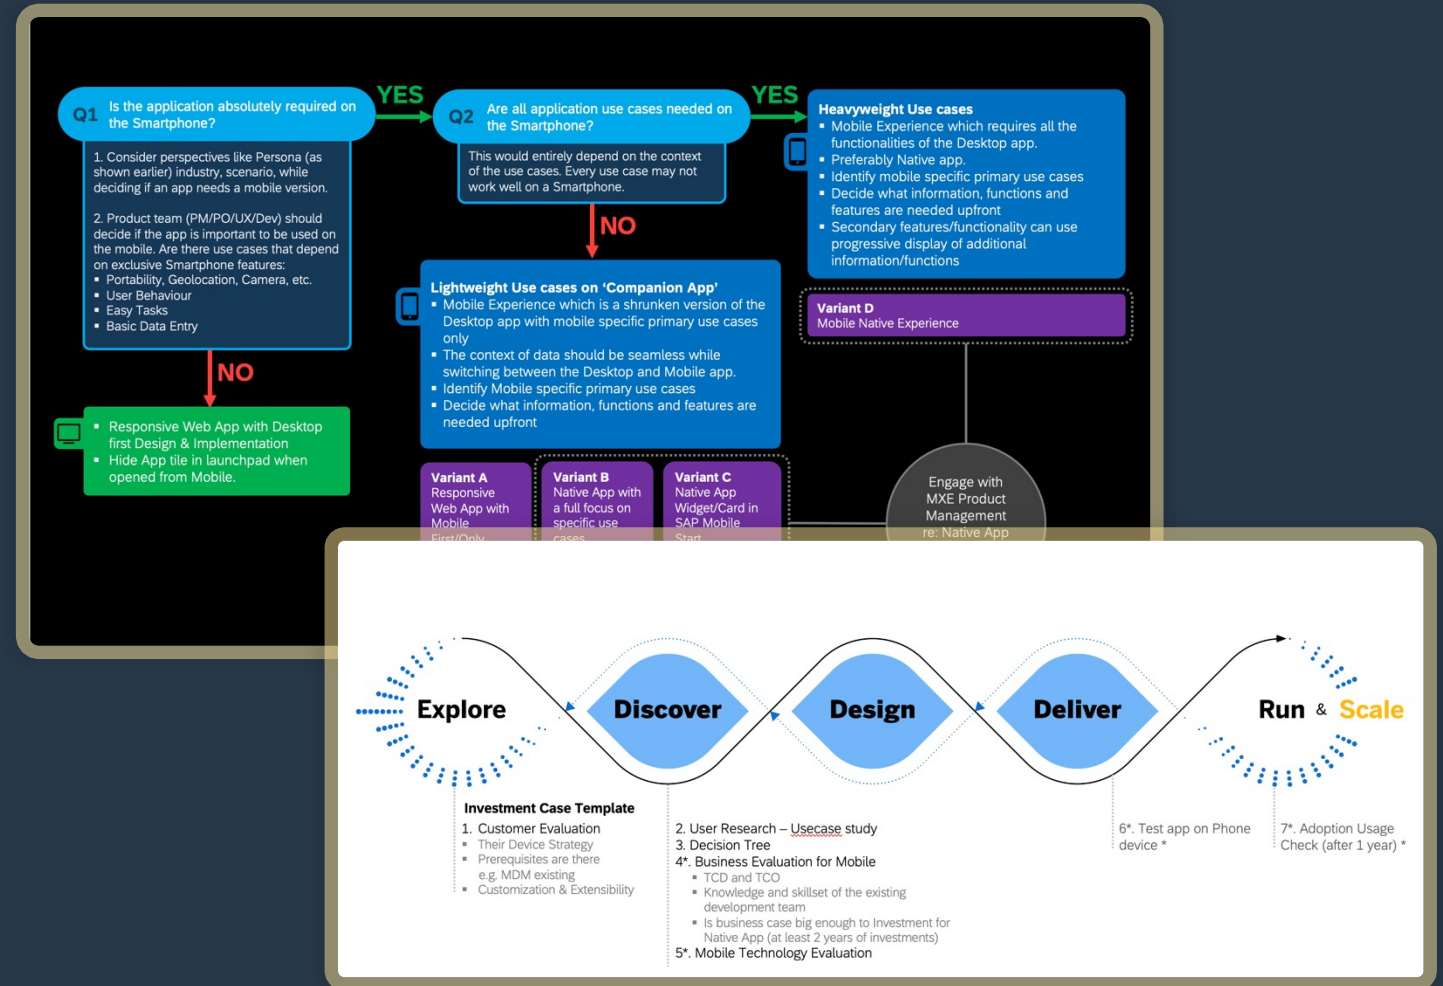 Q1
Is the application absolutely required on
the Smartphone?
YES
Q2
Are all application use cases needed on
the Smartphone?
YES
1. Consider perspectives like Persona (as
shown earlier) industry, scenario, while
deciding if an app needs a mobile version.
2. Product team (PM/PO/UX/Dev) should
decide if the app is important to be used on
the mobile. Are there use cases that depend
on exclusive Smartphone features:
▪ Portability, Geolocation, Camera, etc.
▪ User Behaviour
▪ Easy Tasks
▪ Basic Data Entry
NO
▪ Responsive Web App with Desktop
first Design & Implementation
▪ Hide App tile in launchpad when
opened from Mobile.
This would entirely depend on the context
of the use cases. Every use case may not
work well on a Smartphone.
NO
Lightweight Use cases on ‘Companion App’
▪ Mobile Experience which is a shrunken version of the
Desktop app with mobile specific primary use cases
only
▪ The context of data should be seamless while
switching between the Desktop and Mobile app.
▪ Identify Mobile specific primary use cases
▪ Decide what information, functions and features are
needed upfront
Variant A
Responsive
Web App with
Mobile
First/Only
Variant B
Native App with
a full focus on
specific use
cases
Variant C
Native App
Widget/Card in
SAP Mobile
Start
Heavyweight Use cases
▪ Mobile Experience which requires all the
functionalities of the Desktop app.
▪ Preferably Native app.
▪ Identify mobile specific primary use cases
▪ Decide what information, functions and
features are needed upfront
▪ Secondary features/functionality can use
progressive display of additional
information/functions
Variant D
Mobile Native Experience
Engage with
MXE Product
Management
re: Native App
Explore
Discover
Design
Deliver
Run & Scale
Investment Case Template
1. Customer Evaluation
▪ Their Device Strategy
▪ Prerequisites are there
e.g. MDM existing
▪ Customization & Extensibility
2. User Research – Usecase study
3. Decision Tree
4*. Business Evaluation for Mobile
▪ TCD and TCO
▪ Knowledge and skillset of the existing
development team
▪ Is business case big enough to Investment for
Native App (at least 2 years of investments)
5*. Mobile Technology Evaluation
6*. Test app on Phone
device *
7*. Adoption Usage
Check (after 1 year) *